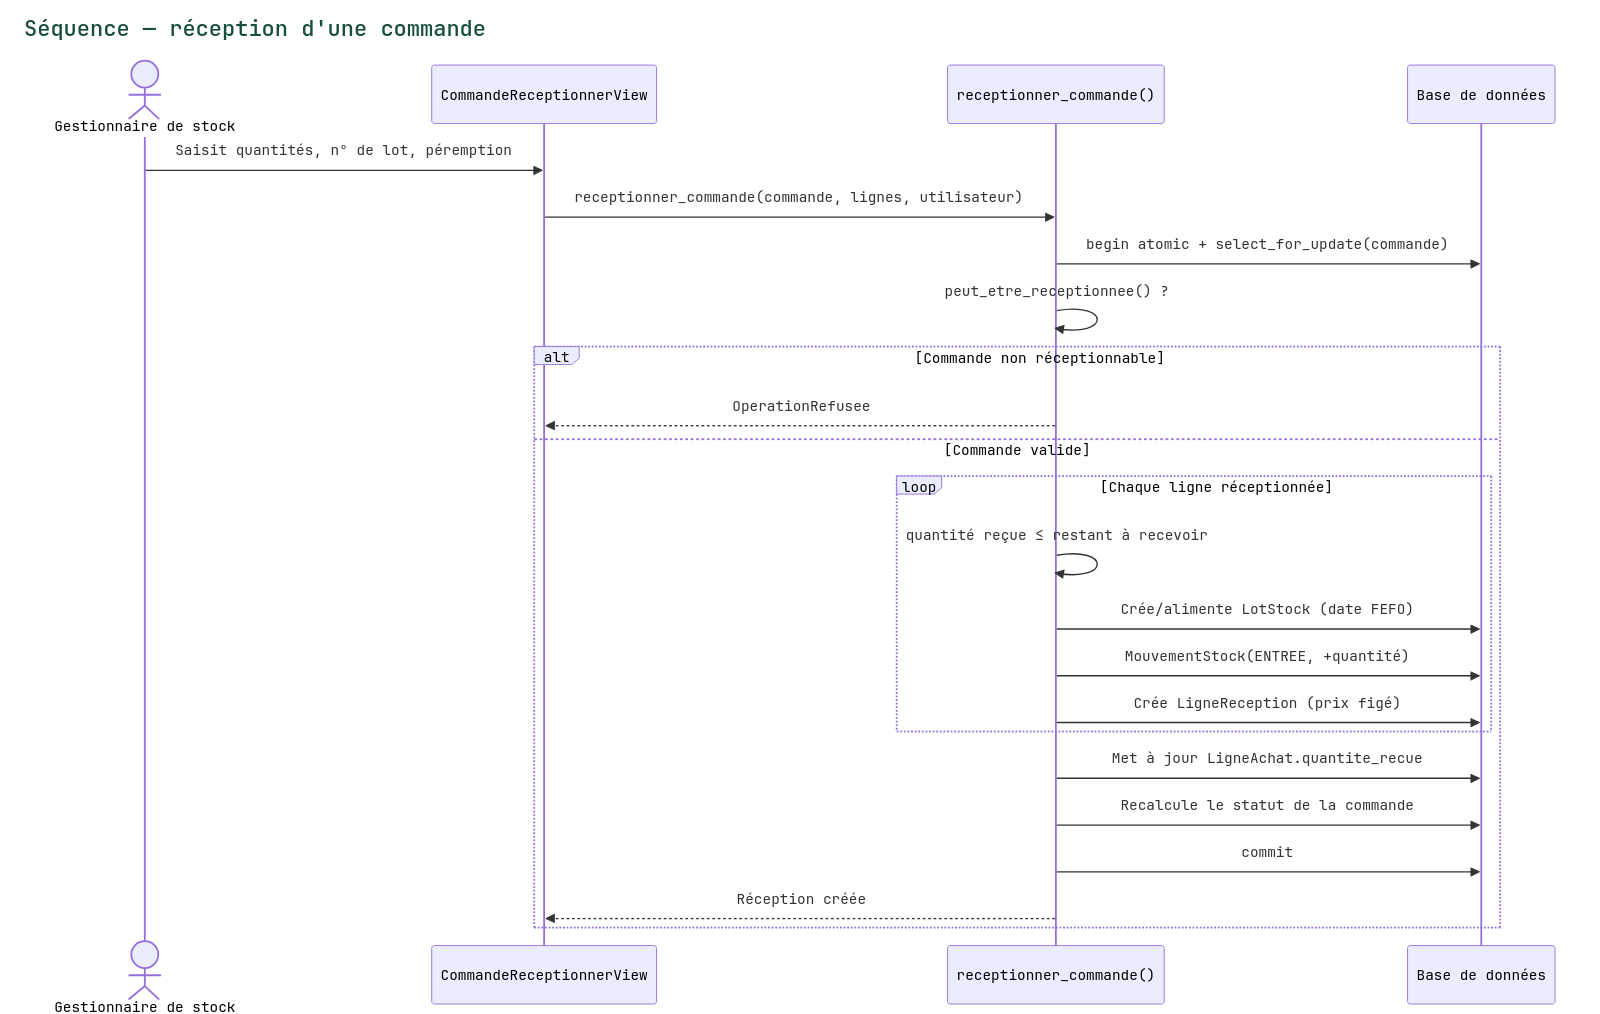 Séquence — réception d'une commande
Gestionnaire de stock
CommandeReceptionnerView
receptionner_commande()
Base de données
Saisit quantités, n° de lot, péremption
receptionner_commande(commande, lignes, utilisateur)
begin atomic + select_for_update(commande)
peut_etre_receptionnee() ?
alt
[Commande non réceptionnable]
OperationRefusee
[Commande valide]
loop
[Chaque ligne réceptionnée]
quantité reçue ≤ restant à recevoir
Crée/alimente LotStock (date FEFO)
MouvementStock(ENTREE, +quantité)
Crée LigneReception (prix figé)
Met à jour LigneAchat.quantite_recue
Recalcule le statut de la commande
commit
Réception créée
Gestionnaire de stock
CommandeReceptionnerView
receptionner_commande()
Base de données